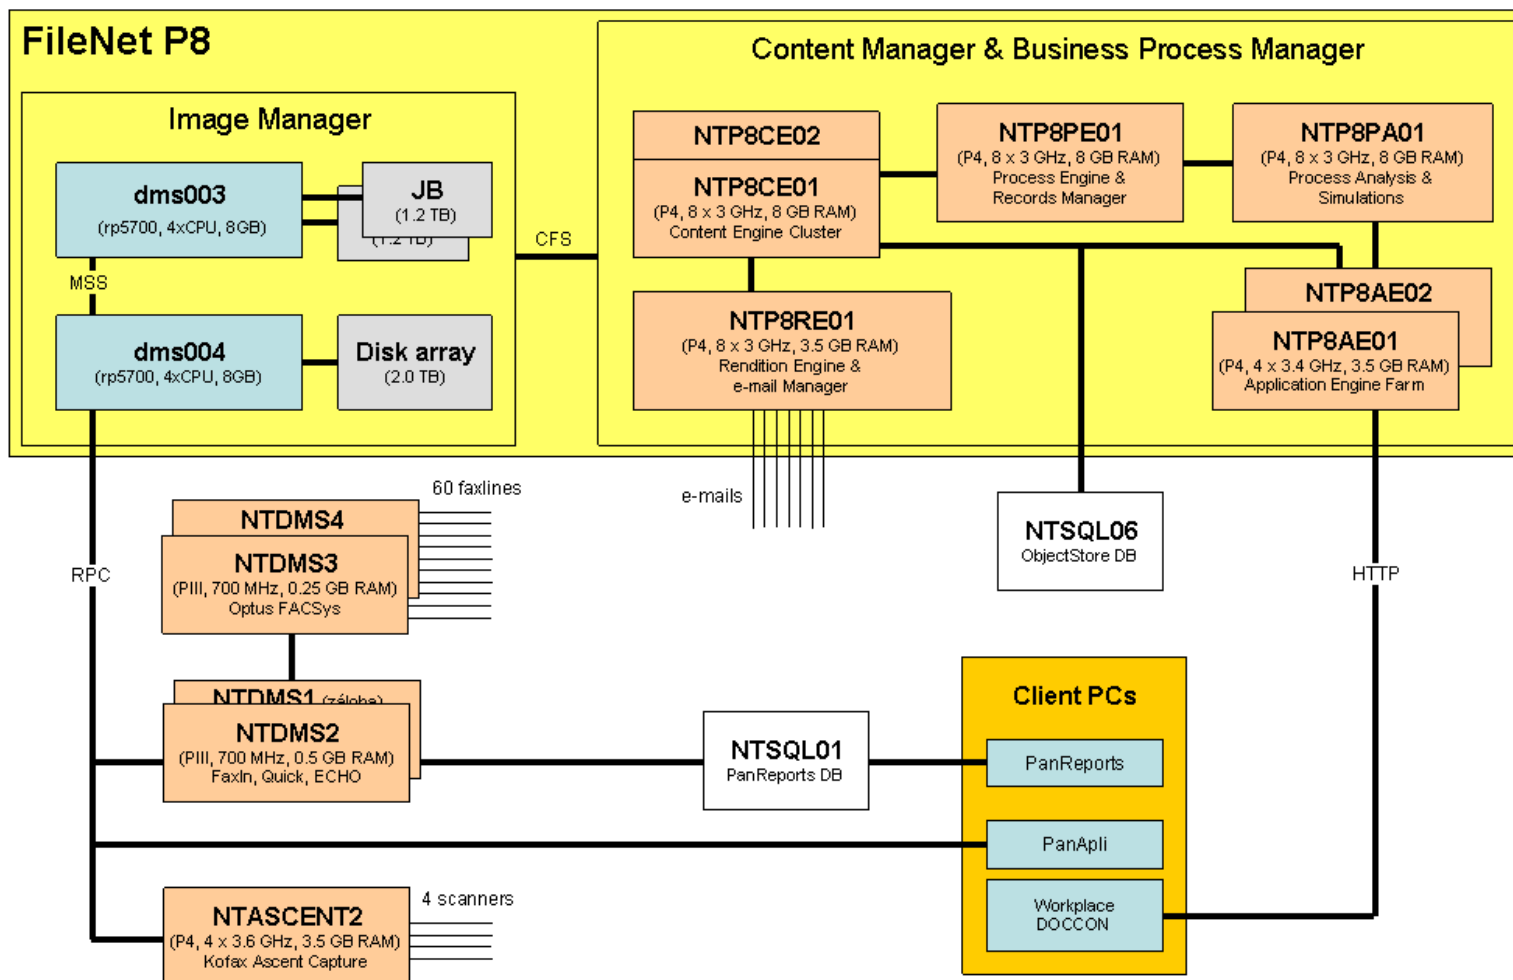 FileNet P8
Content Manager & Business Process Manager
Image Manager
dms003
(rp5700, 4xCPU, 8GB)
JB
(1.2 TB)
(1.2 TB)
MSS
dms004
(rp5700, 4xCPU, 8GB)
Disk array
(2.0 TB)
CFS
NTP8CE02
NTP8CE01
(P4, 8 x 3 GHz, 8 GB RAM)
Content Engine Cluster
NTP8PE01
(P4, 8 x 3 GHz, 8 GB RAM)
Process Engine &
Records Manager
NTP8PA01
(P4, 8 x 3 GHz, 8 GB RAM)
Process Analysis &
Simulations
NTP8RE01
(P4, 8 x 3 GHz, 3.5 GB RAM)
Rendition Engine &
e-mail Manager
NTP8AE02
NTP8AE01
(P4, 4 x 3.4 GHz, 3.5 GB RAM)
Application Engine Farm
60 faxlines
e-mails
NTDMS4
NTDMS3
(PIII, 700 MHz, 0.25 GB RAM)
Optus FACSys
RPC
NTSQL06
ObjectStore DB
HTTP
NTDMS1 (záloha)
NTDMS2
(PIII, 700 MHz, 0.5 GB RAM)
FaxIn, Quick, ECHO
NTSQL01
PanReports DB
Client PCs
PanReports
PanApli
Workplace
DOCCON
4 scanners
NTASCENT2
(P4, 4 x 3.6 GHz, 3.5 GB RAM)
Kofax Ascent Capture